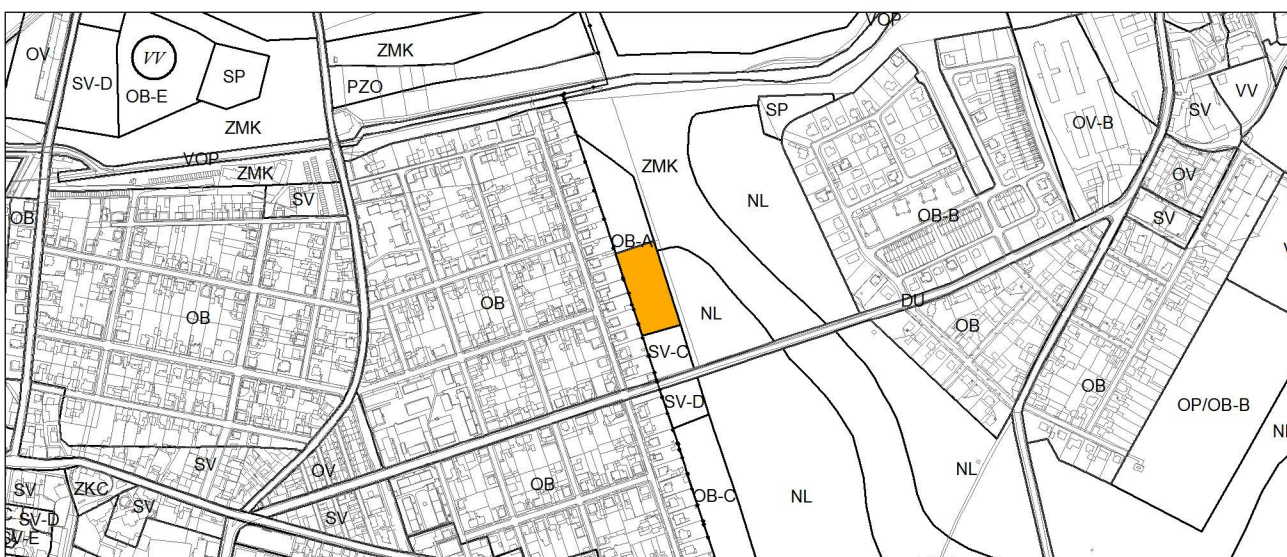 VOP
ZMK
OV
VV
SV-D
SP
OB-E
PZO
VV
SP
SV
ZMK
OV-B
VOP
ZMK
ZMK
OV
SV
NL
OB
OB-B
SV
OB-A
DU
OB
OB
NL
OB
SV-C
OB
SV-D
OP/OB-B
SV
OV
NL
OB
ZKC
SV
SV
OB-C
NL
SV-D
SV